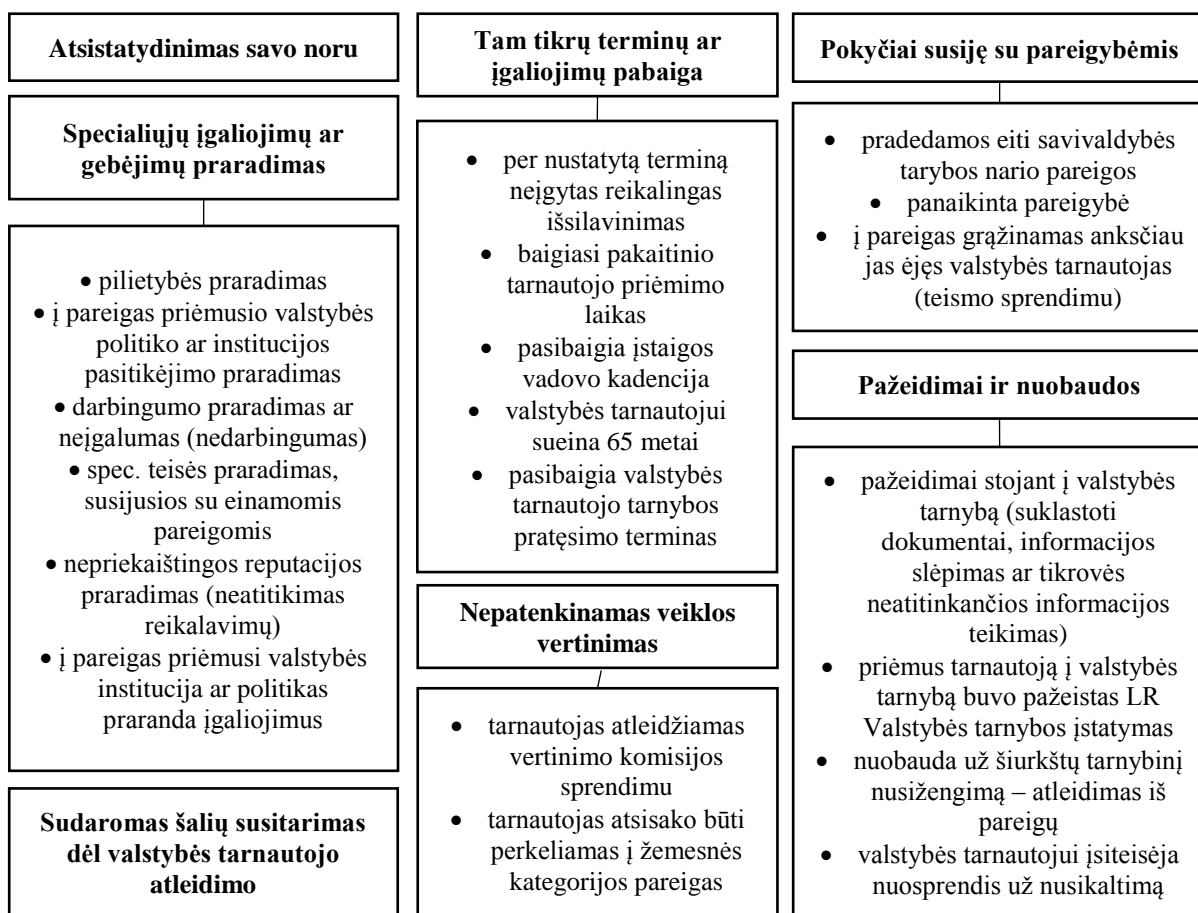 Atsistatydinimas savo noru
Specialiųjų įgaliojimų ar
gebėjimų praradimas
• pilietybės praradimas
• į pareigas priėmusio valstybės
politiko ar institucijos
pasitikėjimo praradimas
• darbingumo praradimas ar
neįgalumas (nedarbingumas)
• spec. teisės praradimas,
susijusios su einamomis
pareigomis
• nepriekaištingos reputacijos
praradimas (neatitikimas
reikalavimų)
• į pareigas priėmusi valstybės
institucija ar politikas
praranda įgaliojimus
Sudaromas šalių susitarimas
dėl valstybės tarnautojo
atleidimo
Tam tikrų terminų ar
įgaliojimų pabaiga
• per nustatytą terminą
neįgytas reikalingas
išsilavinimas
• baigiasi pakaitinio
tarnautojo priėmimo
laikas
• pasibaigia įstaigos
vadovo kadencija
• valstybės tarnautojui
sueina 65 metai
• pasibaigia valstybės
tarnautojo tarnybos
pratęsimo terminas
Nepatenkinamas veiklos
vertinimas
• tarnautojas atleidžiamas
vertinimo komisijos
sprendimu
• tarnautojas atsisako būti
perkeliamas į žemesnės
kategorijos pareigas
Pokyčiai susiję su pareigybėmis
• pradedamos eiti savivaldybės
tarybos nario pareigos
• panaikinta pareigybė
• į pareigas grąžinamas anksčiau
jas ėjęs valstybės tarnautojas
(teismo sprendimu)
Pažeidimai ir nuobaudos
• pažeidimai stojant į valstybės
tarnybą (suklastoti
dokumentai, informacijos
slėpimas ar tikrovės
neatitinkančios informacijos
teikimas)
• priėmus tarnautoją į valstybės
tarnybą buvo pažeistas LR
Valstybės tarnybos įstatymas
• nuobauda už šiurkštų tarnybinį
nusižengimą – atleidimas iš
pareigų
• valstybės tarnautojui įsiteisėja
nuosprendis už nusikaltimą